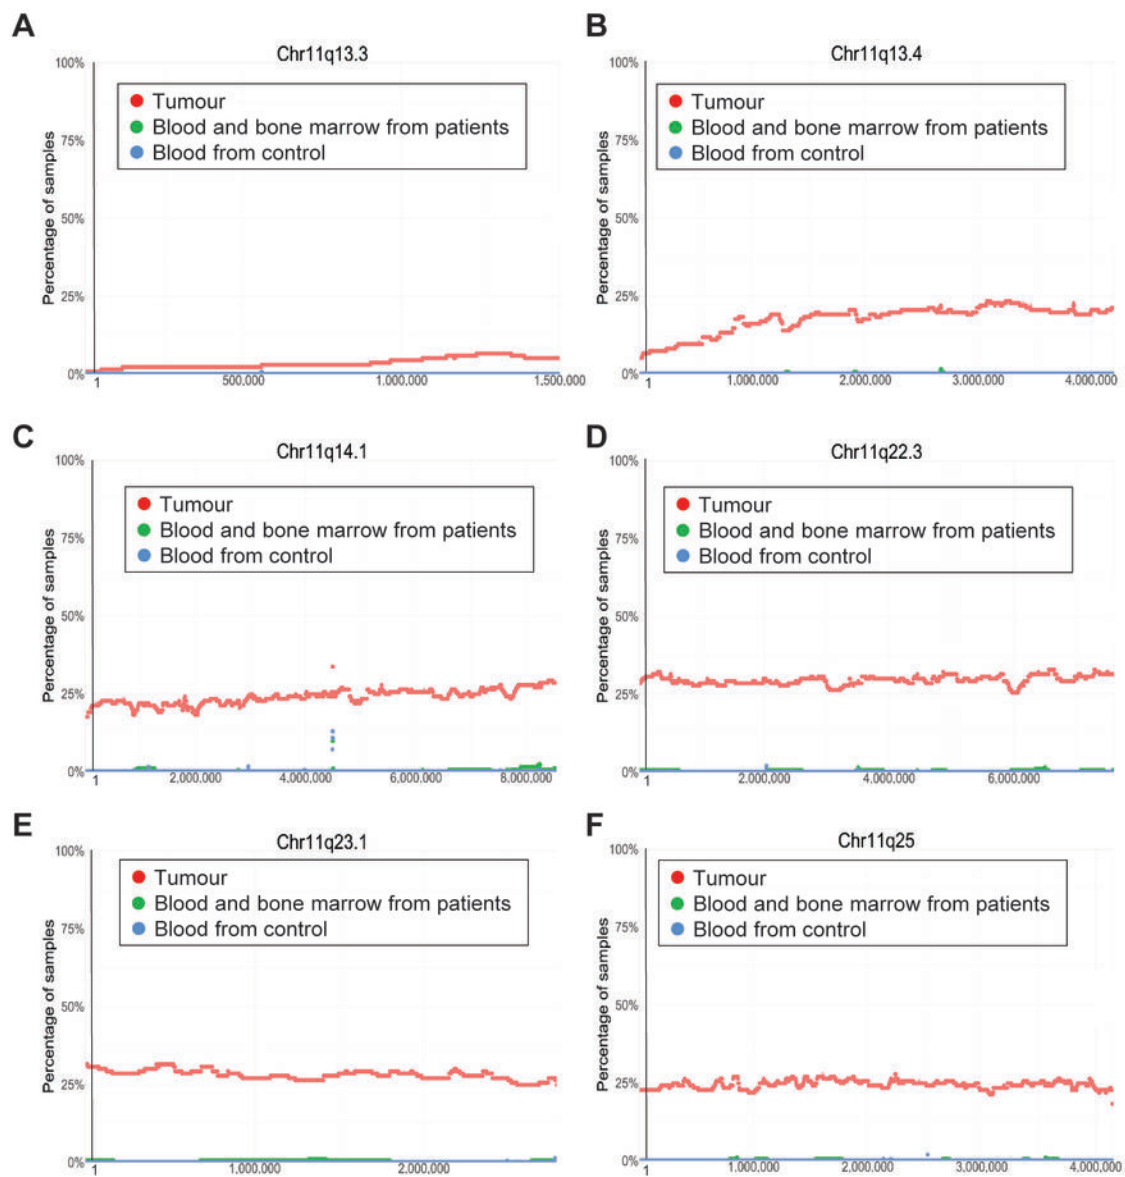 A
Chr11q13.3
Percentage of samples
100%
75%
50%
25%
0%
Tumour
Blood and bone marrow from patients
Blood from control
1
500,000
1,000,000
1,500,000
B
Chr11q13.4
Percentage of samples
100%
75%
50%
25%
0%
Tumour
Blood and bone marrow from patients
Blood from control
1
1,000,000
2,000,000
3,000,000
4,000,000
C
Chr11q14.1
Percentage of samples
100%
75%
50%
25%
0%
Tumour
Blood and bone marrow from patients
Blood from control
1
2,000,000
4,000,000
6,000,000
8,000,000
D
Chr11q22.3
Percentage of samples
100%
75%
50%
25%
0%
Tumour
Blood and bone marrow from patients
Blood from control
1
2,000,000
4,000,000
6,000,000
E
Chr11q23.1
Percentage of samples
100%
75%
50%
25%
0%
Tumour
Blood and bone marrow from patients
Blood from control
1
1,000,000
2,000,000
F
Chr11q25
Percentage of samples
100%
75%
50%
25%
0%
Tumour
Blood and bone marrow from patients
Blood from control
1
1,000,000
2,000,000
3,000,000
4,000,000